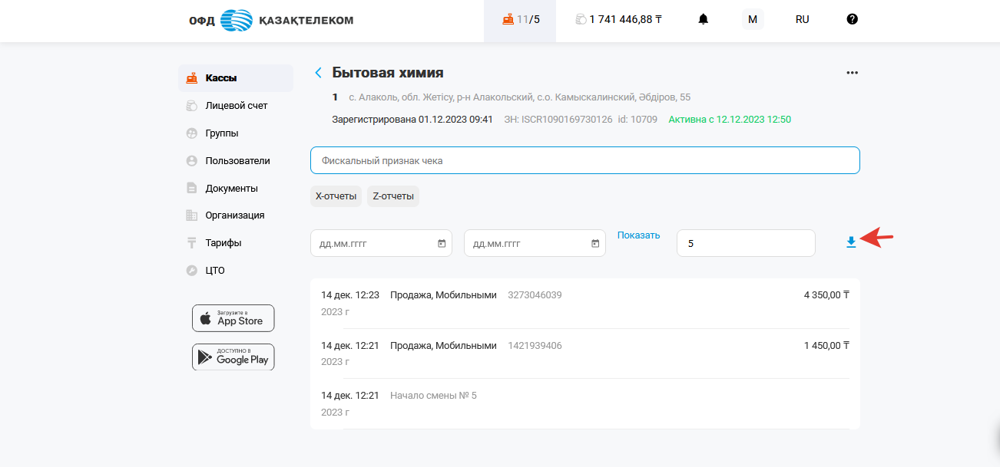 ОФД ҚАЗАҚТЕЛЕКОМ
11/5
1 741 446,88 ₸
M
RU
Кассы
Лицевой счет
Группы
Пользователи
Документы
Организация
Тарифы
ЦТО
Загрузите в
App Store
ДОСТУПНО В
Google Play
Бытовая химия
1 с. Алаколь, обл. Жетісу, р-н Алакольский, с.о. Камыскалинский, Әбдіров, 55
Зарегистрирована 01.12.2023 09:41 ЗН: ISCR1090169730126 id: 10709 Активна с 12.12.2023 12:50
Фискальный признак чека
X-отчеты Z-отчеты
дд.мм.гггг дд.мм.гггг Показать 5
14 дек. 12:23 Продажа, Мобильными 3273046039 4 350,00 ₸
2023 г
14 дек. 12:21 Продажа, Мобильными 1421939406 1 450,00 ₸
2023 г
14 дек. 12:21 Начало смены № 5
2023 г